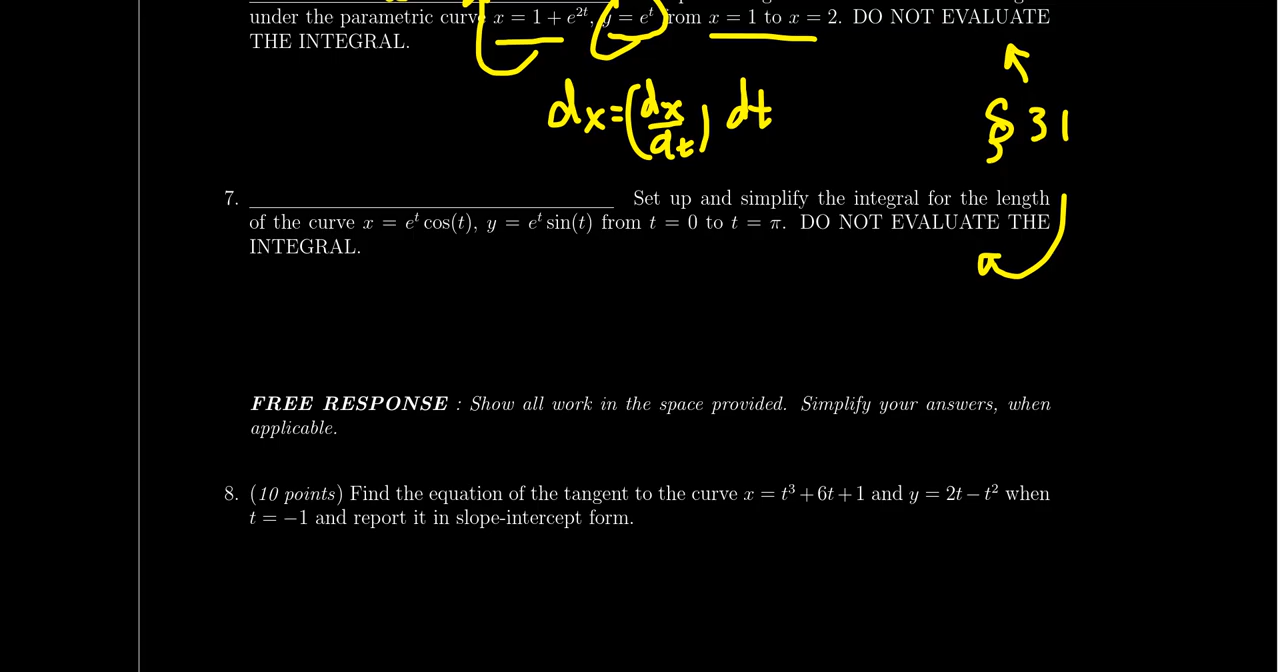 under the parametric curve x = 1 + e^{2t}, y = e^t from x = 1 to x = 2. DO NOT EVALUATE
THE INTEGRAL.
dx = (dx/dt) dt
§ 31
7. ______________________ Set up and simplify the integral for the length
of the curve x = e^t cos(t), y = e^t sin(t) from t = 0 to t = π. DO NOT EVALUATE THE
INTEGRAL.
FREE RESPONSE : Show all work in the space provided. Simplify your answers, when
applicable.
8. (10 points) Find the equation of the tangent to the curve x = t^3 + 6t + 1 and y = 2t − t^2 when
t = −1 and report it in slope-intercept form.